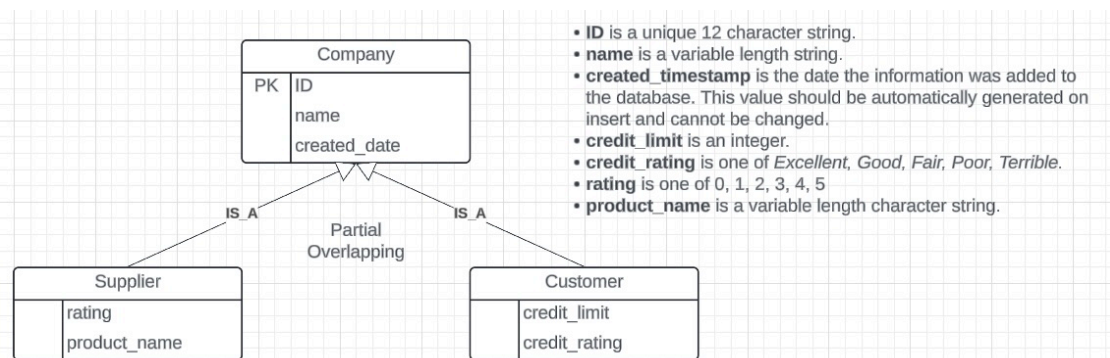 Company
PK ID
name
created_date
IS_A
IS_A
Partial
Overlapping
Supplier
rating
product_name
Customer
credit_limit
credit_rating
• ID is a unique 12 character string.
• name is a variable length string.
• created_timestamp is the date the information was added to
the database. This value should be automatically generated on
insert and cannot be changed.
• credit_limit is an integer.
• credit_rating is one of Excellent, Good, Fair, Poor, Terrible.
• rating is one of 0, 1, 2, 3, 4, 5
• product_name is a variable length character string.